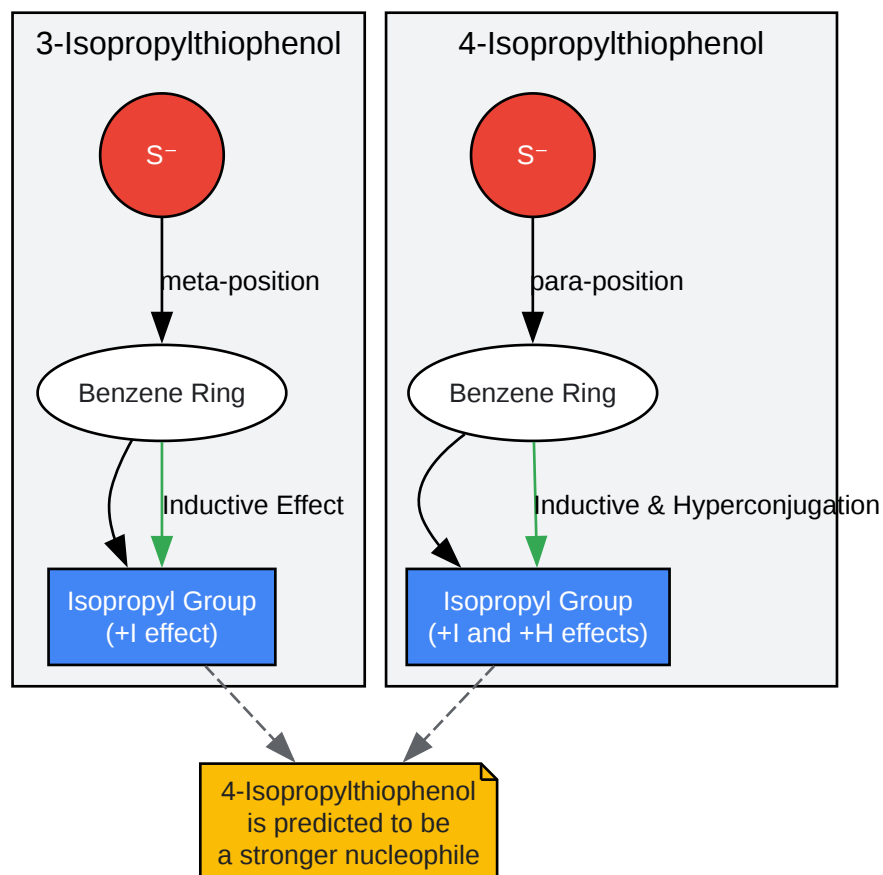 3-Isopropylthiophenol
S⁻
meta-position
Benzene Ring
Inductive Effect
Isopropyl Group
(+I effect)
4-Isopropylthiophenol
S⁻
para-position
Benzene Ring
Inductive & Hyperconjugation
Isopropyl Group
(+I and +H effects)
4-Isopropylthiophenol
is predicted to be
a stronger nucleophile